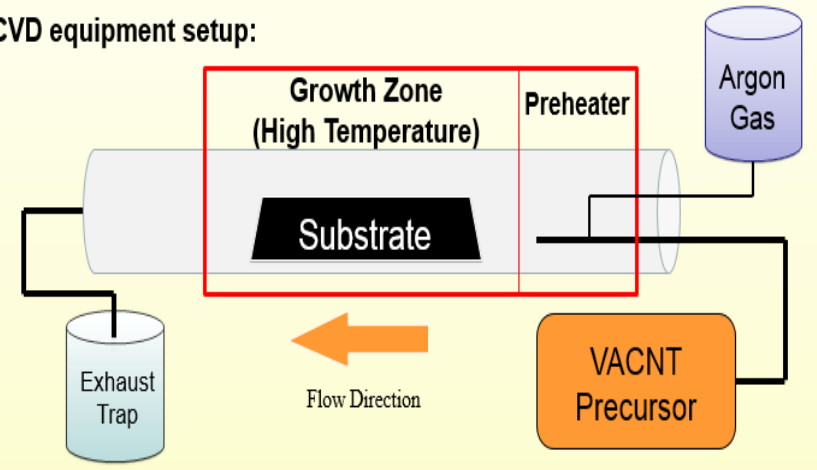 CVD equipment setup:
Growth Zone
(High Temperature)
Preheater
Argon
Gas
Substrate
Exhaust
Trap
Flow Direction
VACNT
Precursor